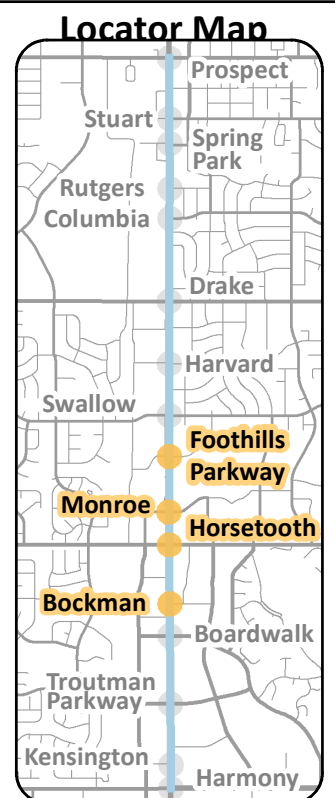 Locator Map
Prospect
Stuart
Spring
Park
Rutgers
Columbia
Drake
Harvard
Swallow
Foothills
Parkway
Monroe
Horsetooth
Bockman
Boardwalk
Troutman
Parkway
Kensington
Harmony